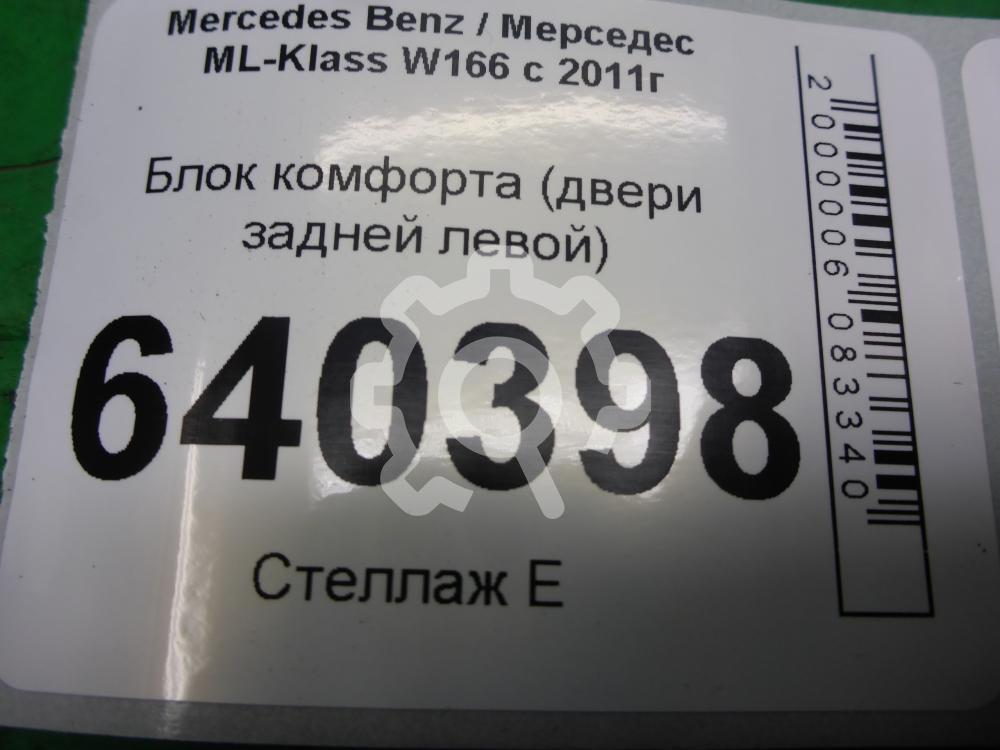 Mercedes Benz / Мерседес
ML-Klass W166 с 2011г
Блок комфорта (двери
задней левой)
640398
Стеллаж Е
2000006083340